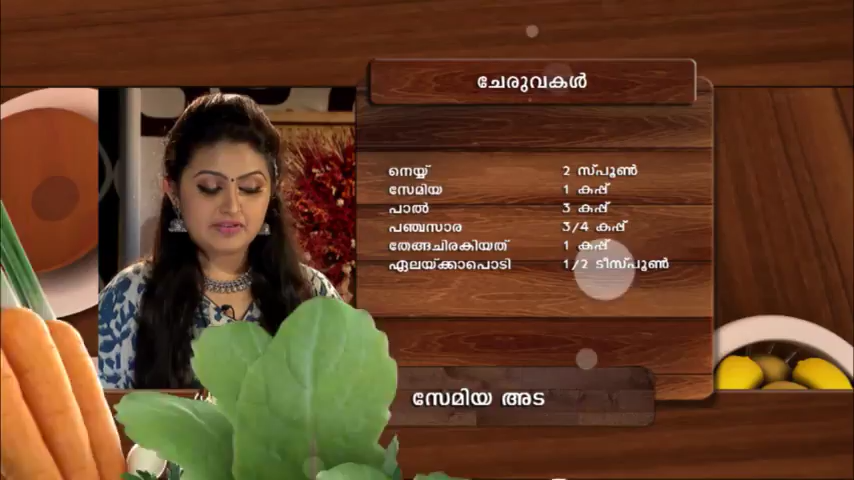 ചേരുവകൾ
നെയ്യ് 2 സ്പൂൺ
സേമിയ 1 കപ്പ്
പാൽ 3 കപ്പ്
പഞ്ചസാര 3/4 കപ്പ്
തേങ്ങചിരകിയത് 1 കപ്പ്
ഏലയ്ക്കാപൊടി 1/2 ടീസ്പൂൺ
സേമിയ അട